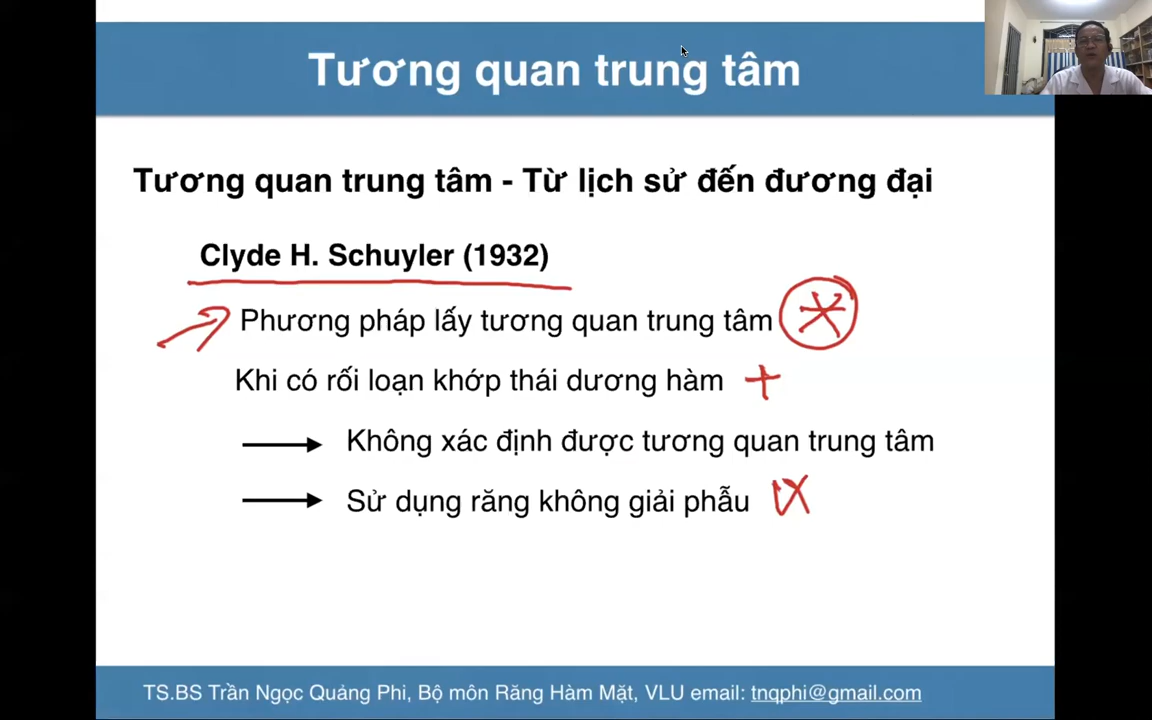 Tương quan trung tâm
Tương quan trung tâm - Từ lịch sử đến đương đại
Clyde H. Schuyler (1932)
Phương pháp lấy tương quan trung tâm
Khi có rối loạn khớp thái dương hàm
Không xác định được tương quan trung tâm
Sử dụng răng không giải phẫu
TS.BS Trần Ngọc Quảng Phi, Bộ môn Răng Hàm Mặt, VLU email: tnqphi@gmail.com